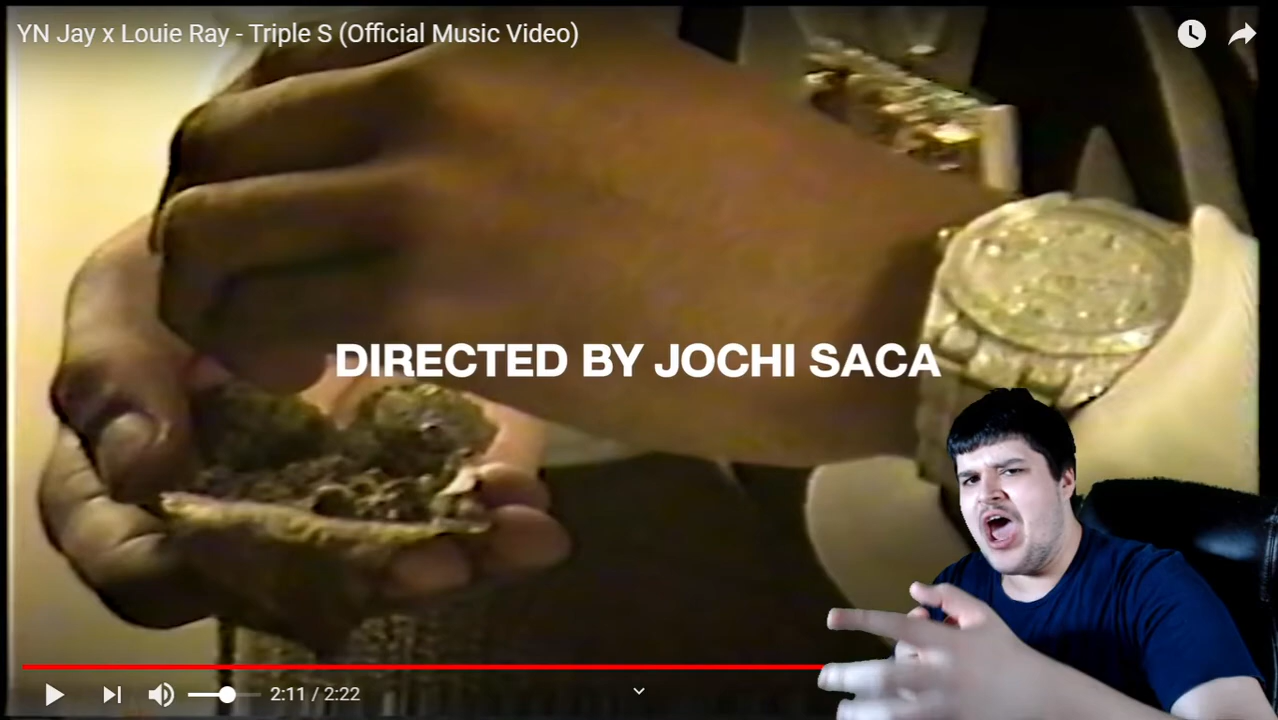 YN Jay x Louie Ray - Triple S (Official Music Video)
DIRECTED BY JOCHI SACA
2:11 / 2:22